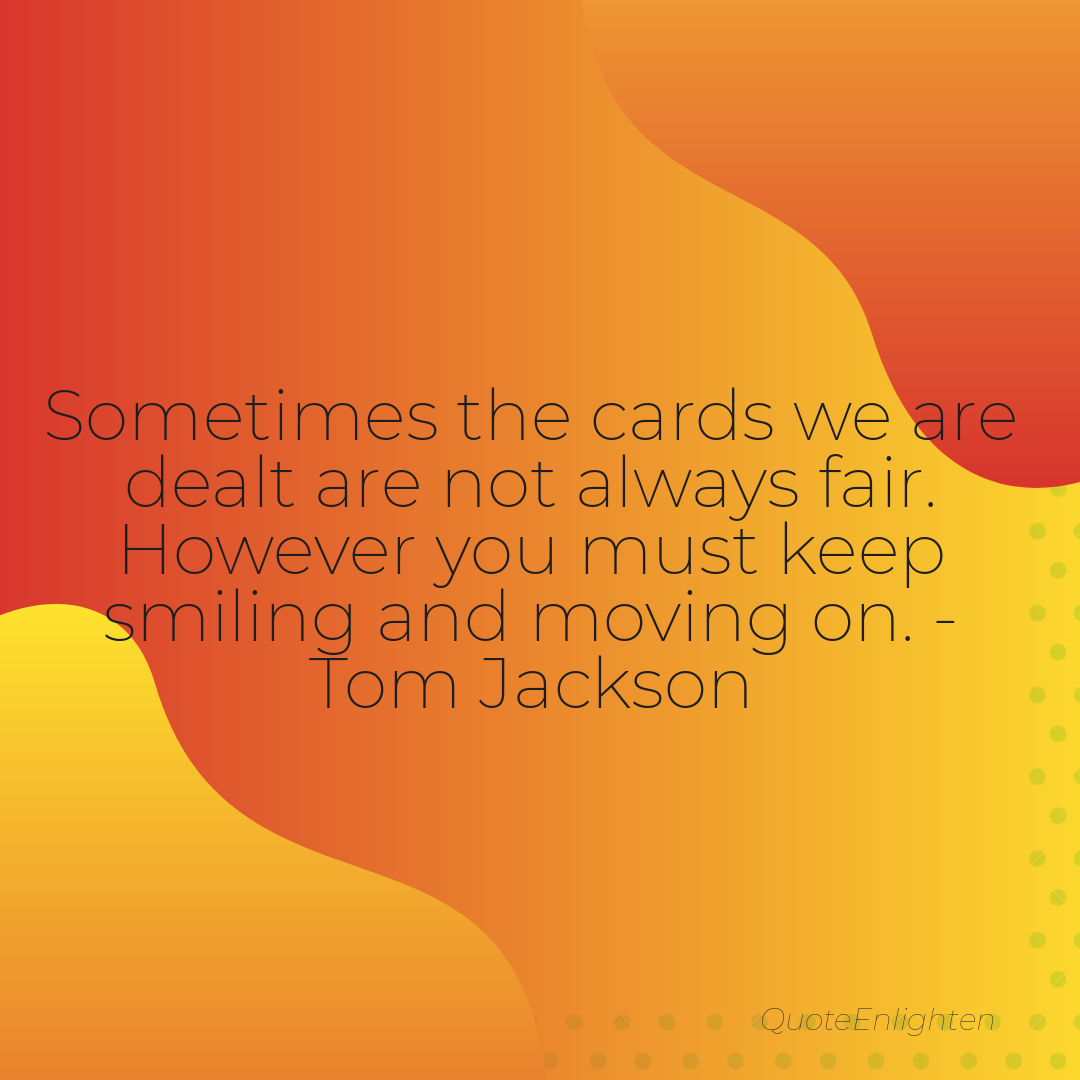 Sometimes the cards we are
dealt are not always fair.
However you must keep
smiling and moving on. -
Tom Jackson
QuoteEnlighten